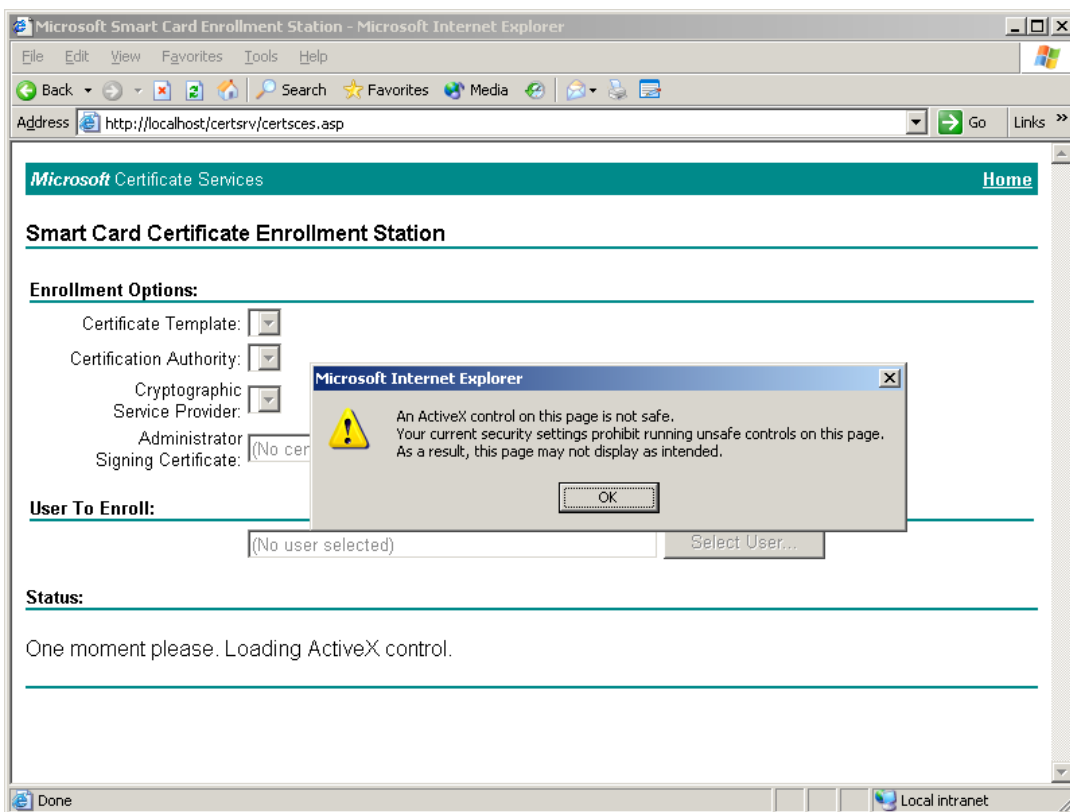 Microsoft Smart Card Enrollment Station - Microsoft Internet Explorer
File Edit View Favorites Tools Help
Back Search Favorites Media
Address http://localhost/certsrv/certsces.asp Go Links »
Microsoft Certificate Services Home
Smart Card Certificate Enrollment Station
Enrollment Options:
Certificate Template:
Certification Authority:
Cryptographic
Service Provider:
Administrator
Signing Certificate:
(No cer
Microsoft Internet Explorer
An ActiveX control on this page is not safe.
Your current security settings prohibit running unsafe controls on this page.
As a result, this page may not display as intended.
OK
User To Enroll:
(No user selected) Select User...
Status:
One moment please. Loading ActiveX control.
Done Local intranet